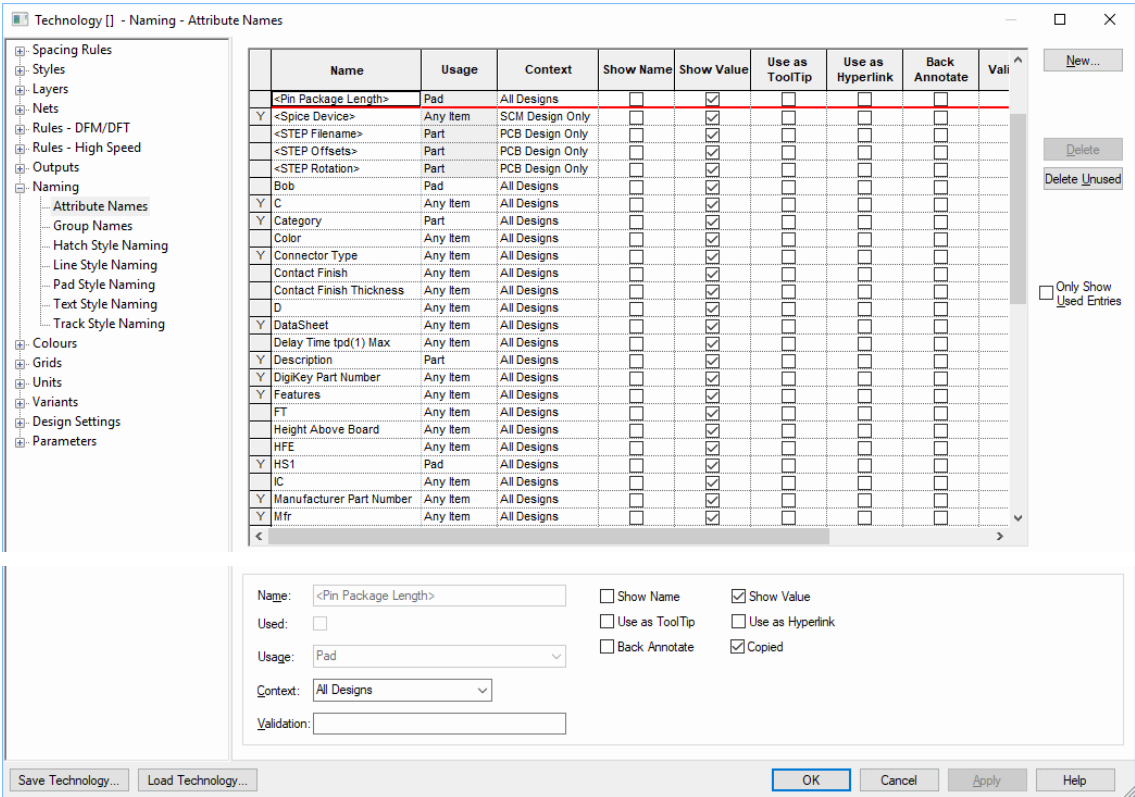 Technology [] - Naming - Attribute Names
Spacing Rules
Styles
Layers
Nets
Rules - DFM/DFT
Rules - High Speed
Outputs
Naming
Attribute Names
Group Names
Hatch Style Naming
Line Style Naming
Pad Style Naming
Text Style Naming
Track Style Naming
Colours
Grids
Units
Variants
Design Settings
Parameters
Name Usage Context Show Name Show Value Use as ToolTip Use as Hyperlink Back Annotate Vali
<Pin Package Length> Pad All Designs
Y <Spice Device> Any Item SCM Design Only
<STEP Filename> Part PCB Design Only
<STEP Offsets> Part PCB Design Only
<STEP Rotation> Part PCB Design Only
Bob Pad All Designs
Y C Any Item All Designs
Y Category Part All Designs
Color Any Item All Designs
Y Connector Type Any Item All Designs
Contact Finish Any Item All Designs
Contact Finish Thickness Any Item All Designs
D Any Item All Designs
Y DataSheet Any Item All Designs
Delay Time tpd(1) Max Any Item All Designs
Y Description Part All Designs
Y DigiKey Part Number Any Item All Designs
Y Features Any Item All Designs
FT Any Item All Designs
Height Above Board Any Item All Designs
HFE Any Item All Designs
Y HS1 Pad All Designs
IC Any Item All Designs
Y Manufacturer Part Number Any Item All Designs
Y Mfr Any Item All Designs
New...
Delete
Delete Unused
Only Show
Used Entries
Name: <Pin Package Length>
Used:
Usage: Pad
Context: All Designs
Validation:
Show Name Show Value
Use as ToolTip Use as Hyperlink
Back Annotate Copied
Save Technology... Load Technology... OK Cancel Apply Help